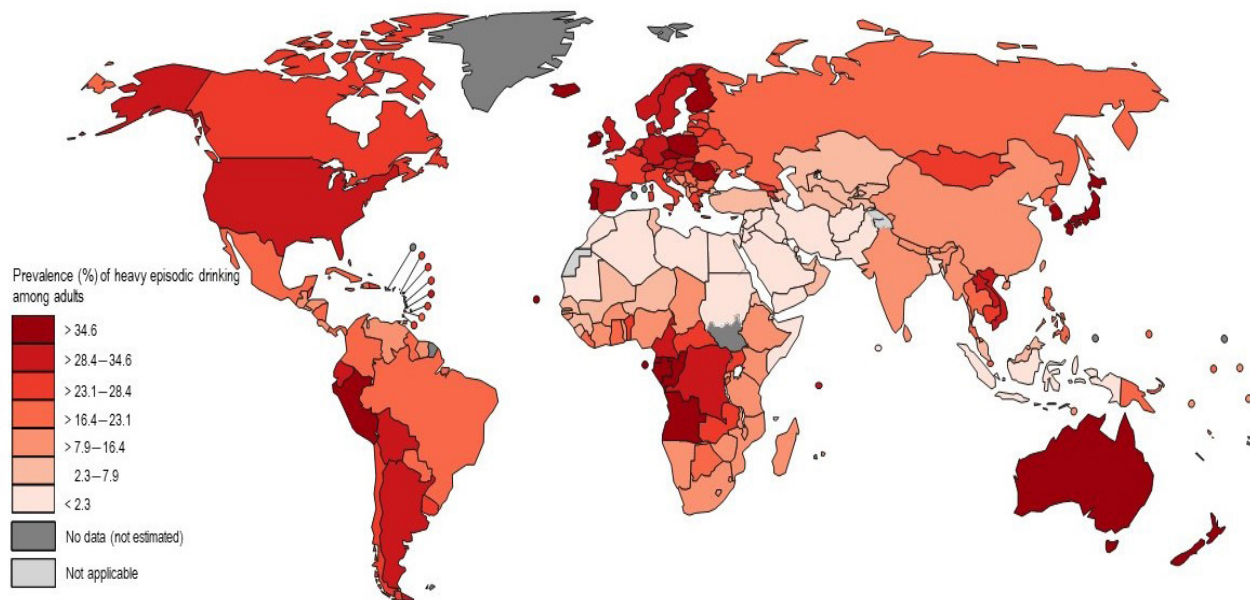 Prevalence (%) of heavy episodic drinking
among adults
> 34.6
> 28.4—34.6
> 23.1—28.4
> 16.4—23.1
> 7.9—16.4
2.3—7.9
< 2.3
No data (not estimated)
Not applicable